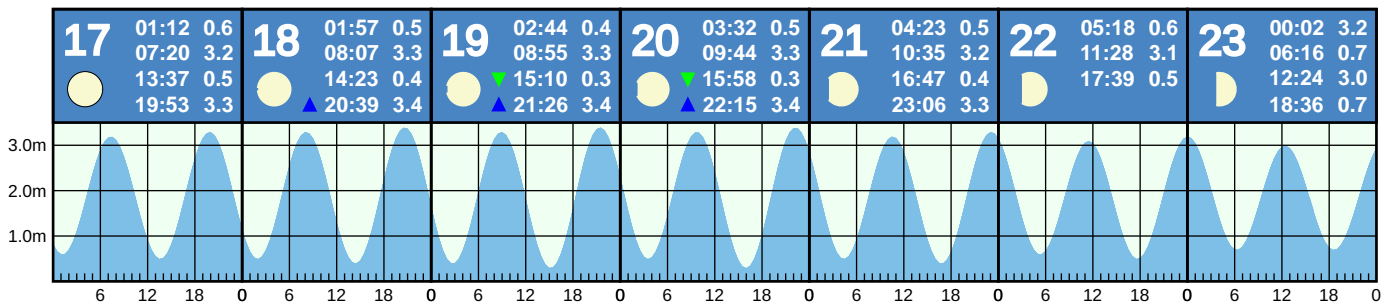 17 18 19 20 21 22 23
01:12 0.6 01:57 0.5 02:44 0.4 03:32 0.5 04:23 0.5 05:18 0.6 00:02 3.2
07:20 3.2 08:07 3.3 08:55 3.3 09:44 3.3 10:35 3.2 11:28 3.1 06:16 0.7
13:37 0.5 14:23 0.4 15:10 0.3 15:58 0.3 16:47 0.4 17:39 0.5 12:24 3.0
19:53 3.3 20:39 3.4 21:26 3.4 22:15 3.4 23:06 3.3 18:36 0.7
3.0m
2.0m
1.0m
6 12 18 0 6 12 18 0 6 12 18 0 6 12 18 0 6 12 18 0 6 12 18 0 6 12 18 0